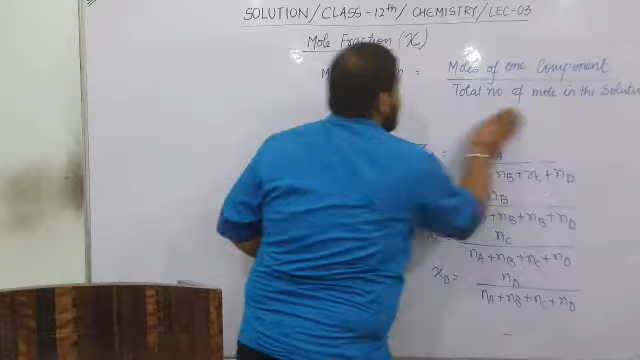 SOLUTION/CLASS-12th/CHEMISTRY/LEC-03
Mole Fraction (X)
= Moles of one Component
Total no of mole in the Solution
=
nB + nC + nD
nB
+ nB + nB + nD
nC
nA + nB + nC + nD
xD = nD
nA + nB + nC + nD